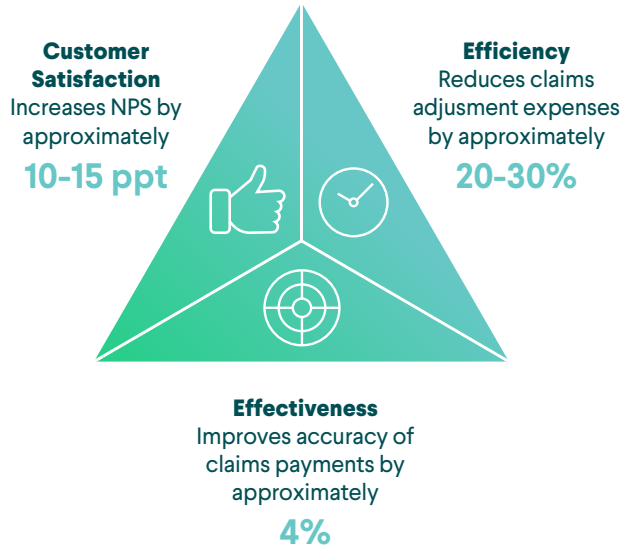 Customer
Satisfaction
Increases NPS by
approximately
10-15 ppt
Efficiency
Reduces claims
adjusment expenses
by approximately
20-30%
Effectiveness
Improves accuracy of
claims payments by
approximately
4%